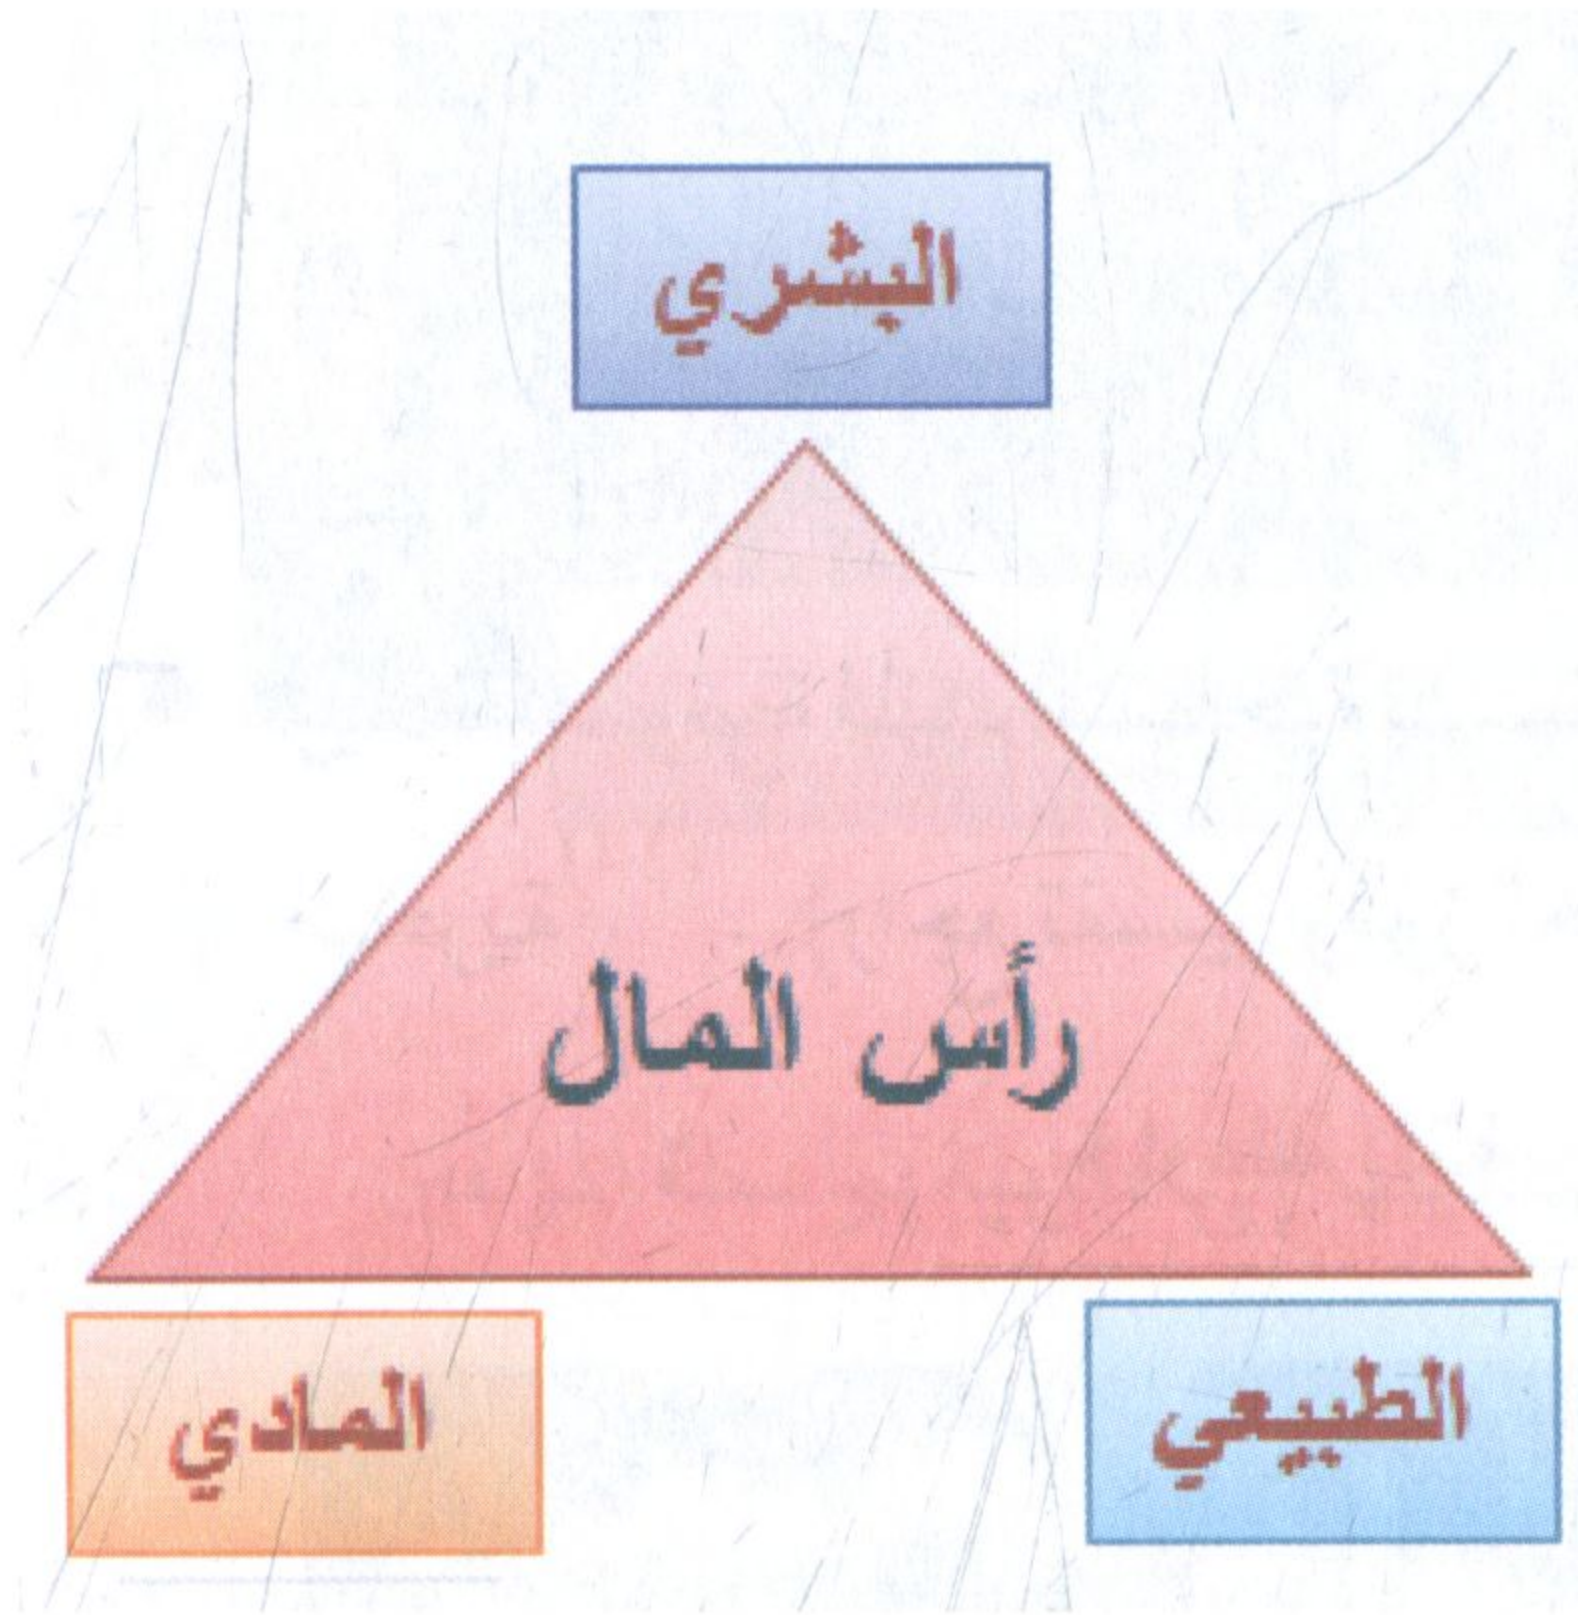 البشري
رأس المال
الطبيعي
المادي